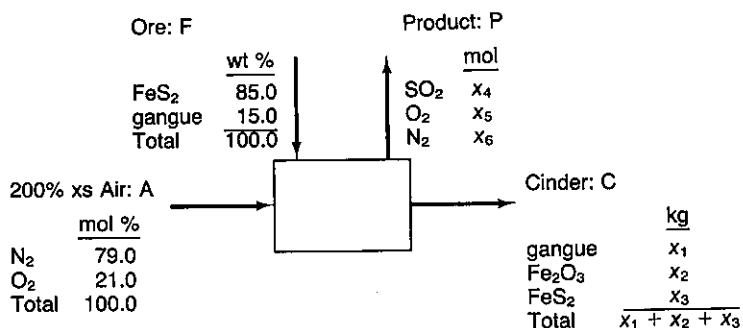 Ore: F
wt %
FeS2 85.0
gangue 15.0
Total 100.0
Product: P
mol
SO2 x4
O2 x5
N2 x6
200% xs Air: A
mol %
N2 79.0
O2 21.0
Total 100.0
Cinder: C
kg
gangue x1
Fe2O3 x2
FeS2 x3
Total x1 + x2 + x3